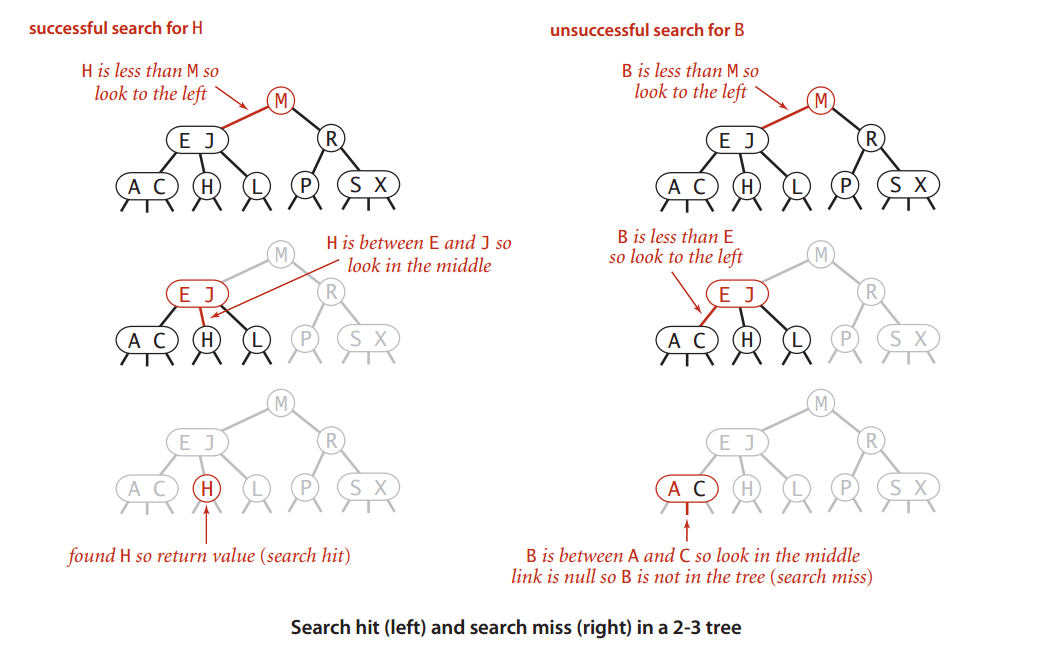 successful search for H
H is less than M so
look to the left
M
E J
R
A C
H
L
P
S X
H is between E and J so
look in the middle
M
E J
R
A C
H
L
P
S X
M
E J
R
A C
H
L
P
S X
found H so return value (search hit)
unsuccessful search for B
B is less than M so
look to the left
M
E J
R
A C
H
L
P
S X
B is less than E
so look to the left
M
E J
R
A C
H
L
P
S X
M
E J
R
A C
H
L
P
S X
B is between A and C so look in the middle
link is null so B is not in the tree (search miss)
Search hit (left) and search miss (right) in a 2-3 tree